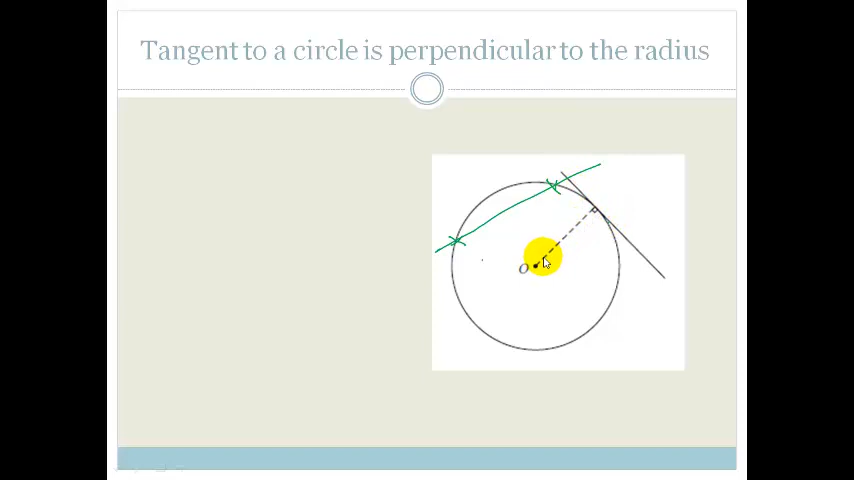 Tangent to a circle is perpendicular to the radius
O